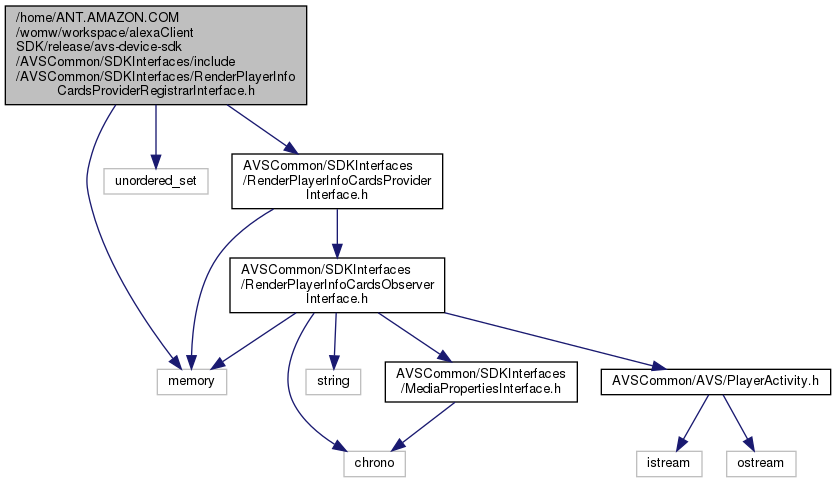 /home/ANT.AMAZON.COM
/womw/workspace/alexaClient
SDK/release/avs-device-sdk
/AVSCommon/SDKInterfaces/include
/AVSCommon/SDKInterfaces/RenderPlayerInfo
CardsProviderRegistrarInterface.h
unordered_set
AVSCommon/SDKInterfaces
/RenderPlayerInfoCardsProvider
Interface.h
AVSCommon/SDKInterfaces
/RenderPlayerInfoCardsObserver
Interface.h
memory
string
AVSCommon/SDKInterfaces
/MediaPropertiesInterface.h
AVSCommon/AVS/PlayerActivity.h
chrono
istream
ostream